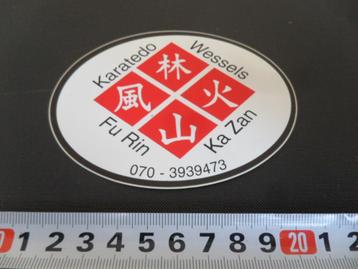 Karatedo Wessels
林
風 火
山
Fu Rin Ka Zan
070 - 3939473
1 2 3 4 5 6 7 8 9 20 1 2